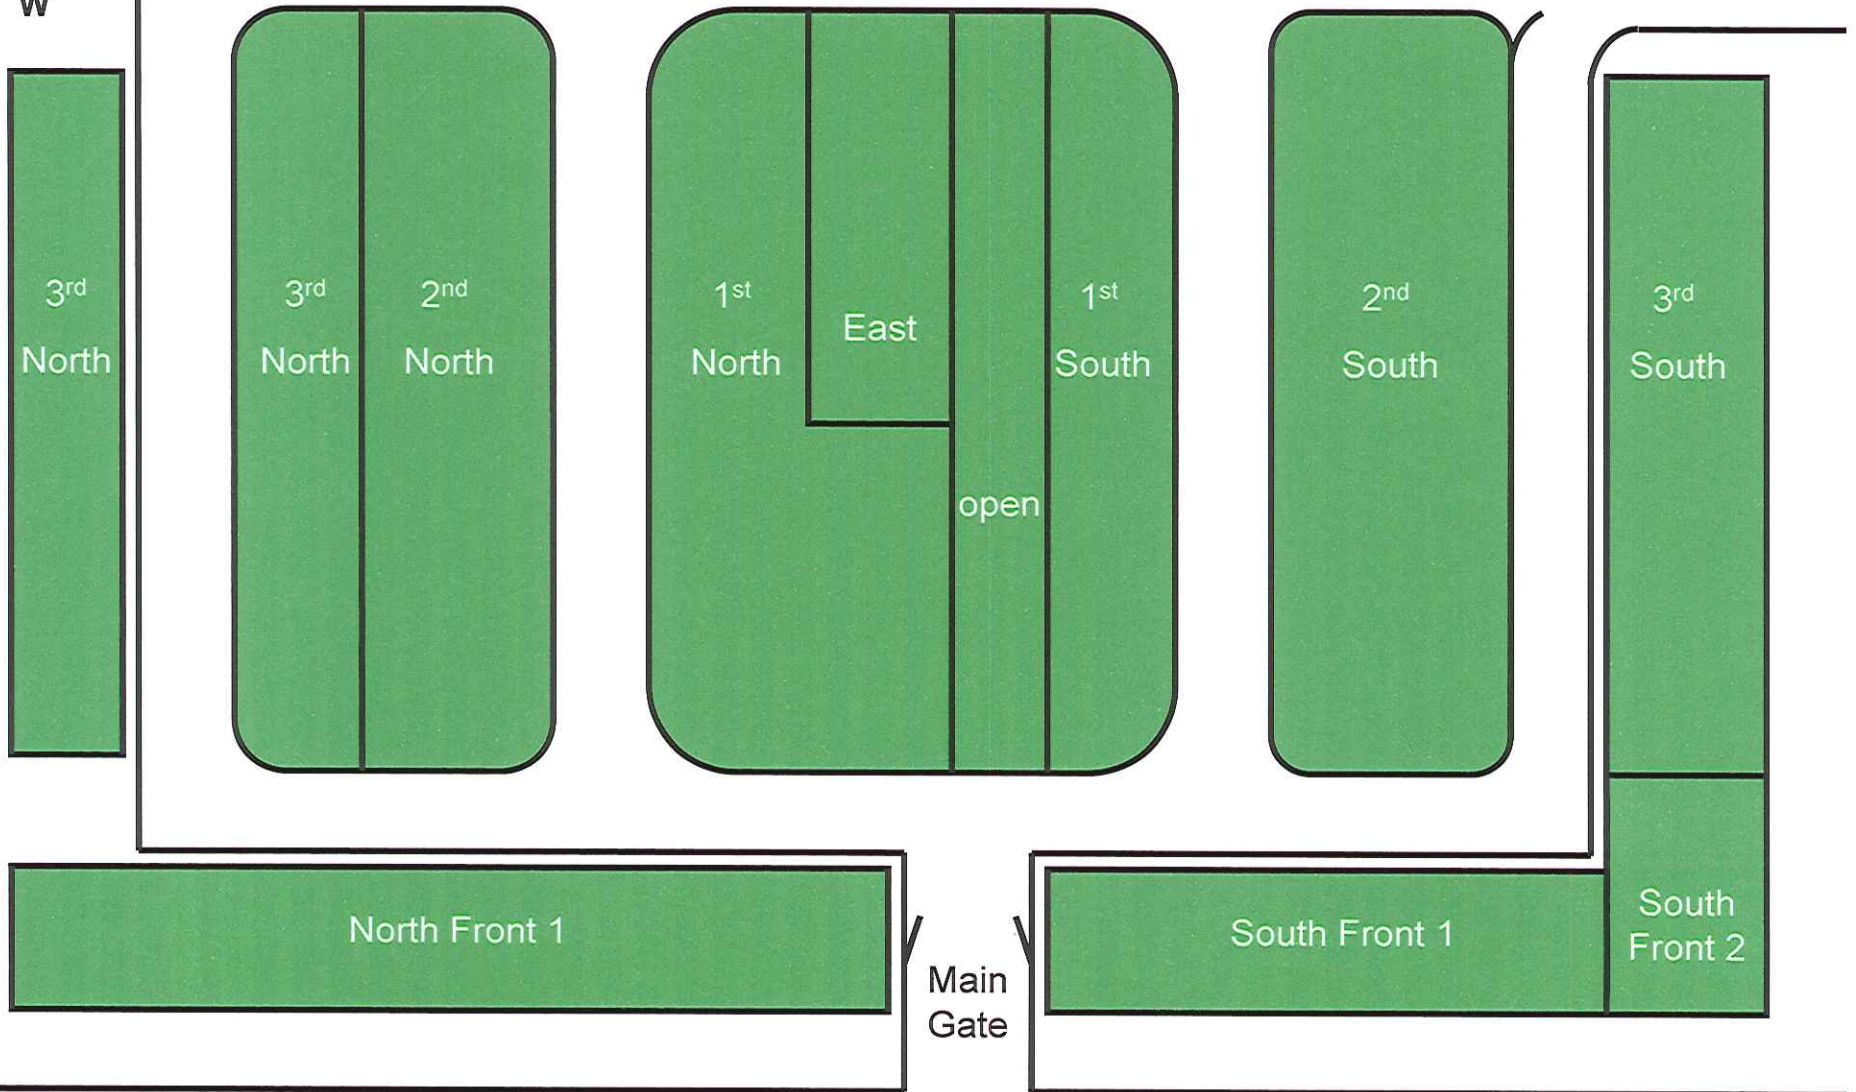 W
3rd
North
3rd
North
2nd
North
1st
North
East
open
1st
South
2nd
South
3rd
South
North Front 1
South Front 1
South
Front 2
Main
Gate